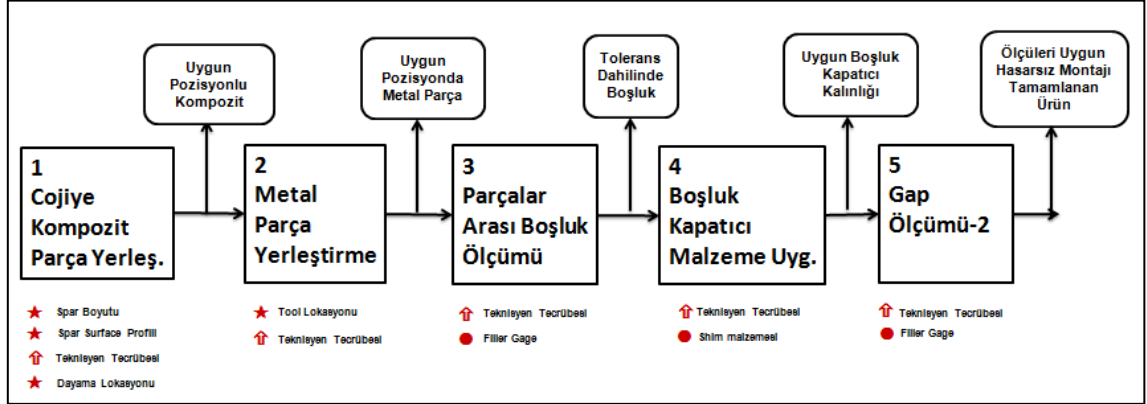 Uygun
Pozisyonlu
Kompozit
Uygun
Pozisyonda
Metal Parça
Tolerans
Dahilinde
Boşluk
Uygun Boşluk
Kapatıcı
Kalınlığı
Ölçüleri Uygun
Hasarsız Montajı
Tamamlanan
Ürün
1
Cojiye
Kompozit
Parça Yerleş.
2
Metal
Parça
Yerleştirme
3
Parçalar
Arası Boşluk
Ölçümü
4
Boşluk
Kapatıcı
Malzeme Uyg.
5
Gap
Ölçümü-2
Spar Boyutu
Spar Surface Profili
Teknisyen Tecrübesi
Dayama Lokasyonu
Tool Lokasyonu
Teknisyen Tecrübesi
Teknisyen Tecrübesi
Filler Gage
Teknisyen Tecrübesi
Shim malzemesi
Teknisyen Tecrübesi
Filler Gage